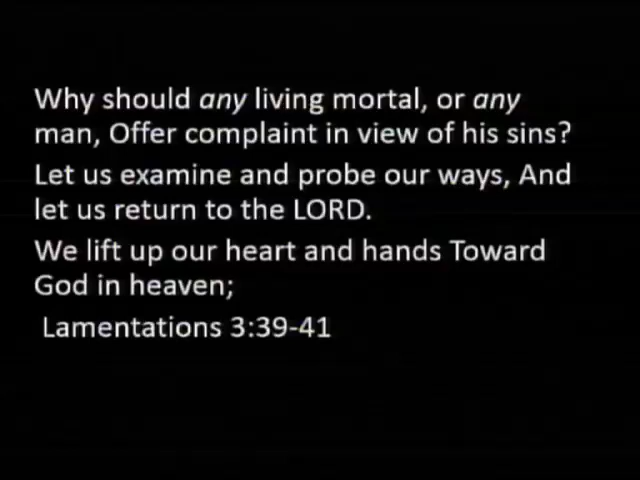 Why should any living mortal, or any
man, Offer complaint in view of his sins?
Let us examine and probe our ways, And
let us return to the LORD.
We lift up our heart and hands Toward
God in heaven;
Lamentations 3:39-41